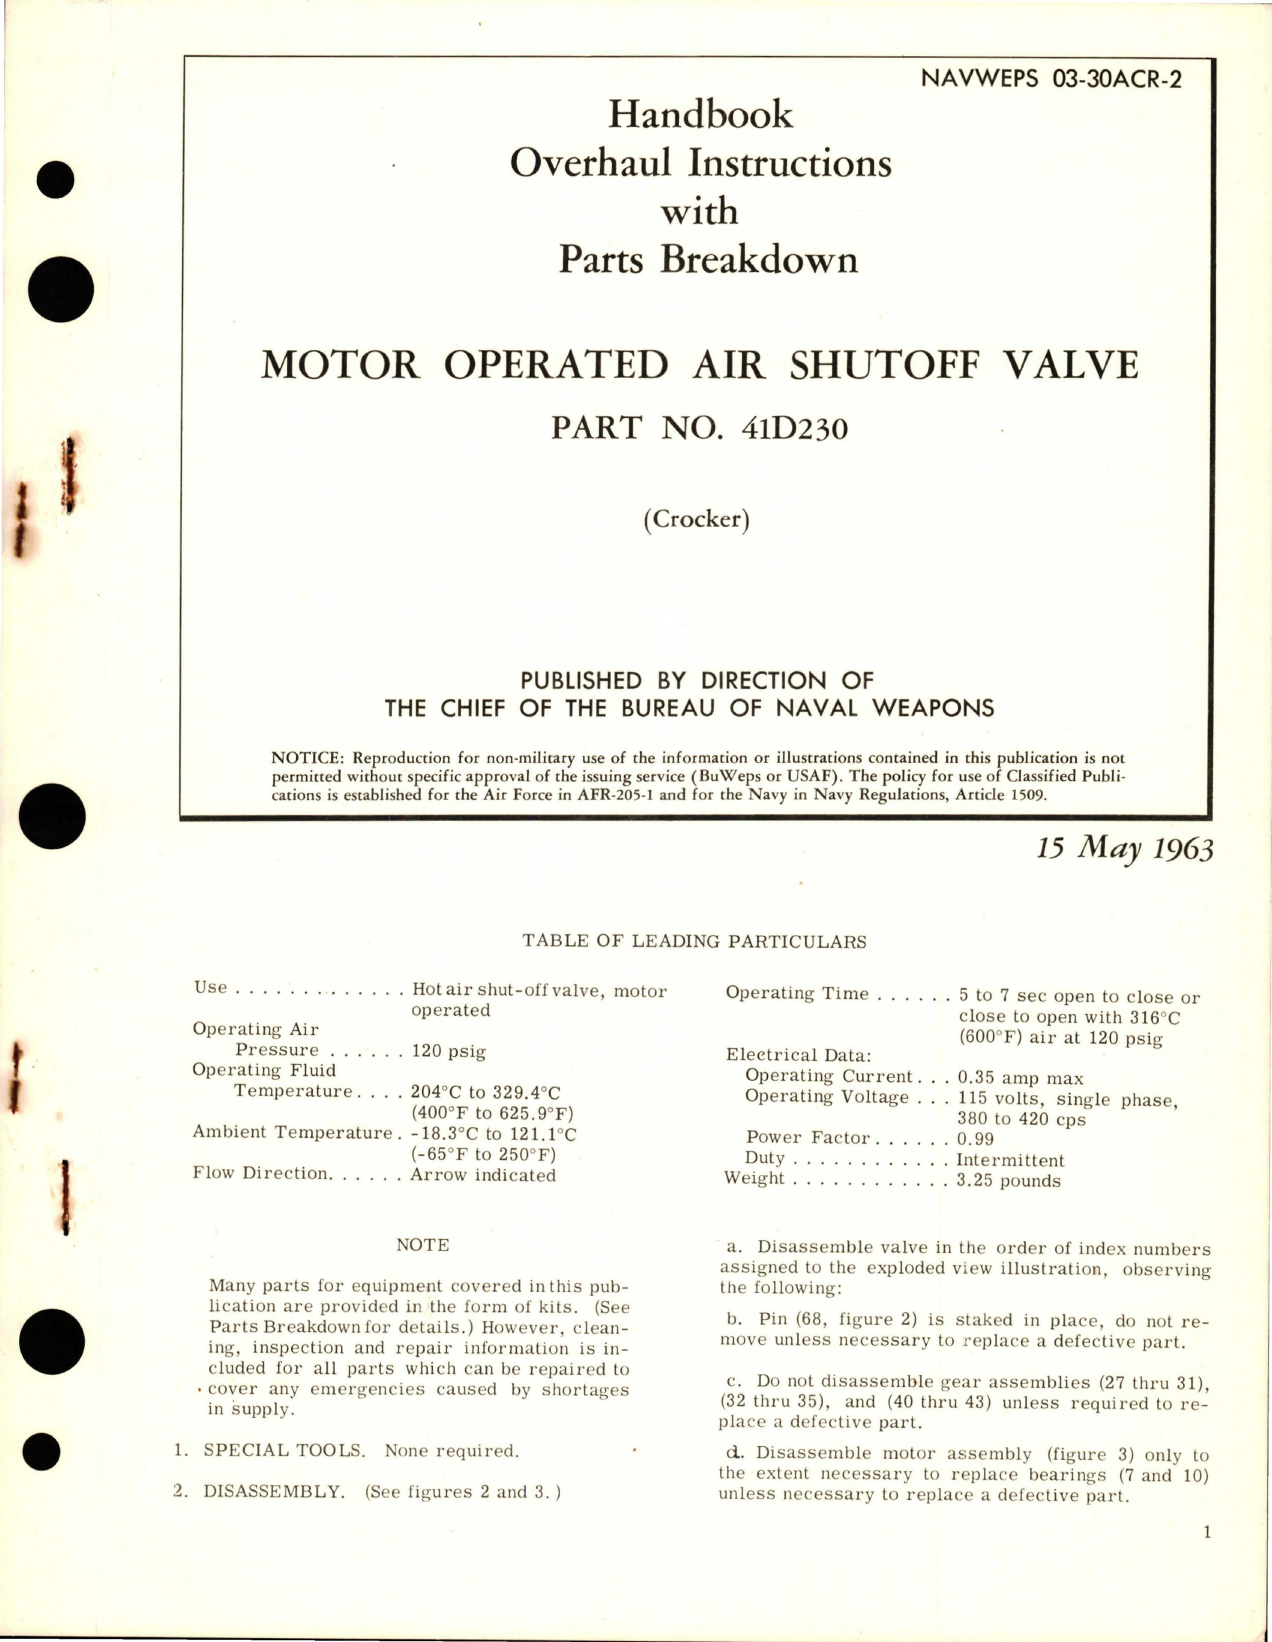 NAVWEPS 03-30ACR-2
Handbook
Overhaul Instructions
with
Parts Breakdown
MOTOR OPERATED AIR SHUTOFF VALVE
PART NO. 41D230
(Crocker)
PUBLISHED BY DIRECTION OF
THE CHIEF OF THE BUREAU OF NAVAL WEAPONS
NOTICE: Reproduction for non-military use of the information or illustrations contained in this publication is not
permitted without specific approval of the issuing service (BuWeps or USAF). The policy for use of Classified Publi-
cations is established for the Air Force in AFR-205-1 and for the Navy in Navy Regulations, Article 1509.
15 May 1963
TABLE OF LEADING PARTICULARS
Use . . . . . . . . . . . . . Hot air shut-off valve, motor
operated
Operating Air
Pressure . . . . . . 120 psig
Operating Fluid
Temperature . . . . 204°C to 329.4°C
(400°F to 625.9°F)
Ambient Temperature . -18.3°C to 121.1°C
(-65°F to 250°F)
Flow Direction. . . . . . Arrow indicated
Operating Time . . . . . . 5 to 7 sec open to close or
close to open with 316°C
(600°F) air at 120 psig
Electrical Data:
Operating Current. . . 0.35 amp max
Operating Voltage . . . 115 volts, single phase,
380 to 420 cps
Power Factor . . . . . . 0.99
Duty . . . . . . . . . . . . Intermittent
Weight . . . . . . . . . . . . 3.25 pounds
NOTE
Many parts for equipment covered in this pub-
lication are provided in the form of kits. (See
Parts Breakdown for details.) However, clean-
ing, inspection and repair information is in-
cluded for all parts which can be repaired to
cover any emergencies caused by shortages
in supply.
1. SPECIAL TOOLS. None required.
2. DISASSEMBLY. (See figures 2 and 3.)
a. Disassemble valve in the order of index numbers
assigned to the exploded view illustration, observing
the following:
b. Pin (68, figure 2) is staked in place, do not re-
move unless necessary to replace a defective part.
c. Do not disassemble gear assemblies (27 thru 31),
(32 thru 35), and (40 thru 43) unless required to re-
place a defective part.
d. Disassemble motor assembly (figure 3) only to
the extent necessary to replace bearings (7 and 10)
unless necessary to replace a defective part.
1